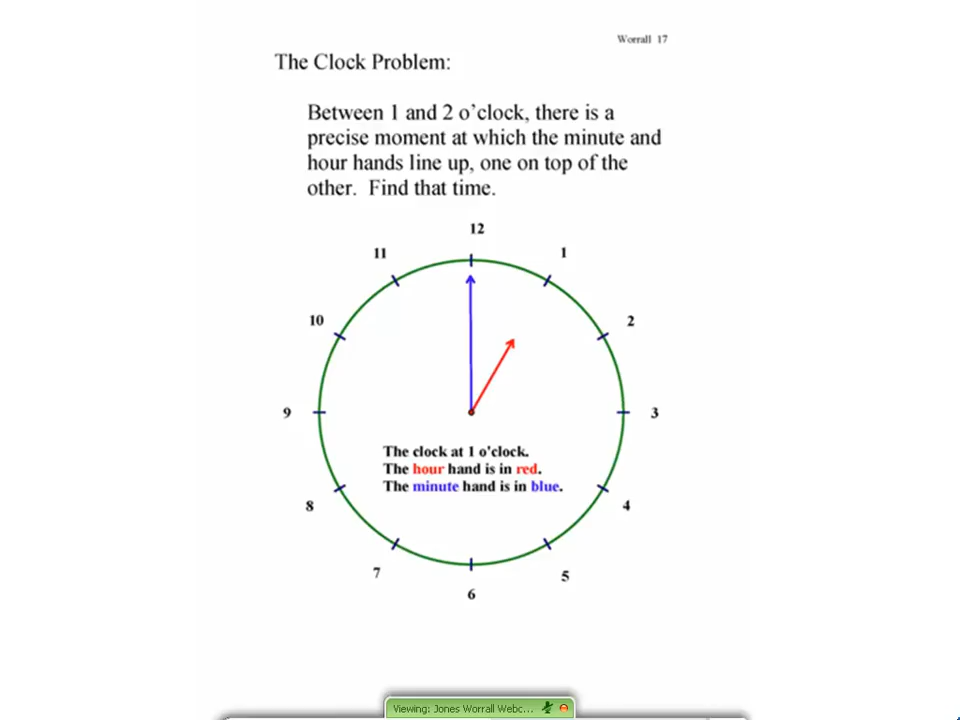 Worrall 17
The Clock Problem:
Between 1 and 2 o’clock, there is a
precise moment at which the minute and
hour hands line up, one on top of the
other. Find that time.
12
11
1
10
2
9
3
The clock at 1 o'clock.
The hour hand is in red.
The minute hand is in blue.
8
4
7
5
6
Viewing: Jones Worrall Webc...